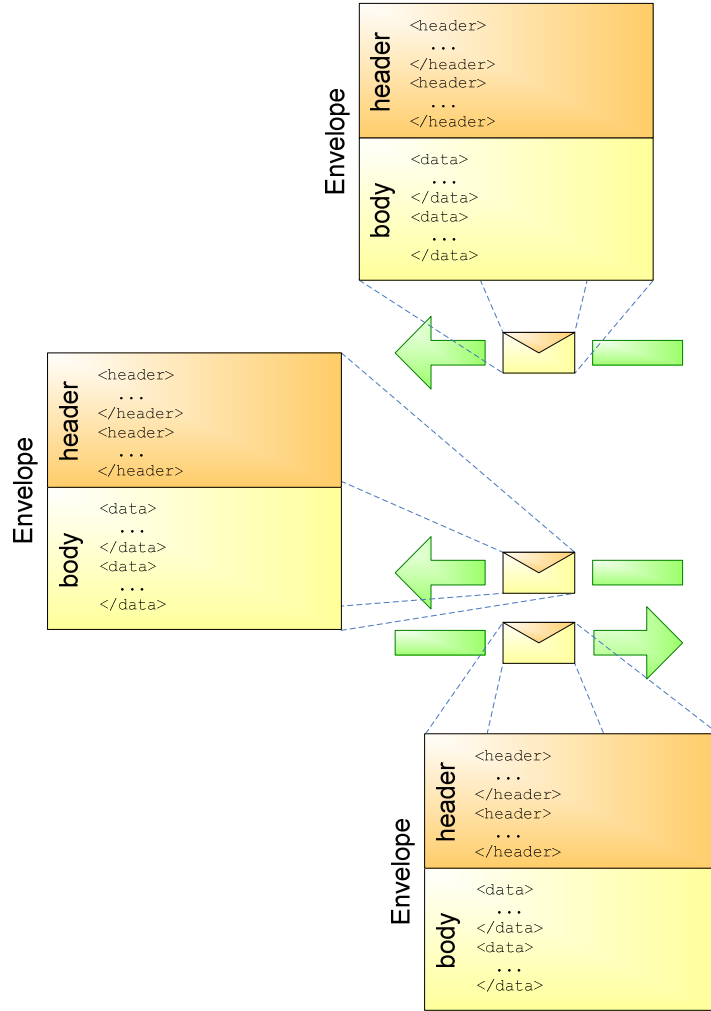 Envelope
header
<header>
...
</header>
<header>
...
</header>
body
<data>
...
</data>
<data>
...
</data>
Envelope
header
<header>
...
</header>
<header>
...
</header>
body
<data>
...
</data>
<data>
...
</data>
Envelope
header
<header>
...
</header>
<header>
...
</header>
body
<data>
...
</data>
<data>
...
</data>